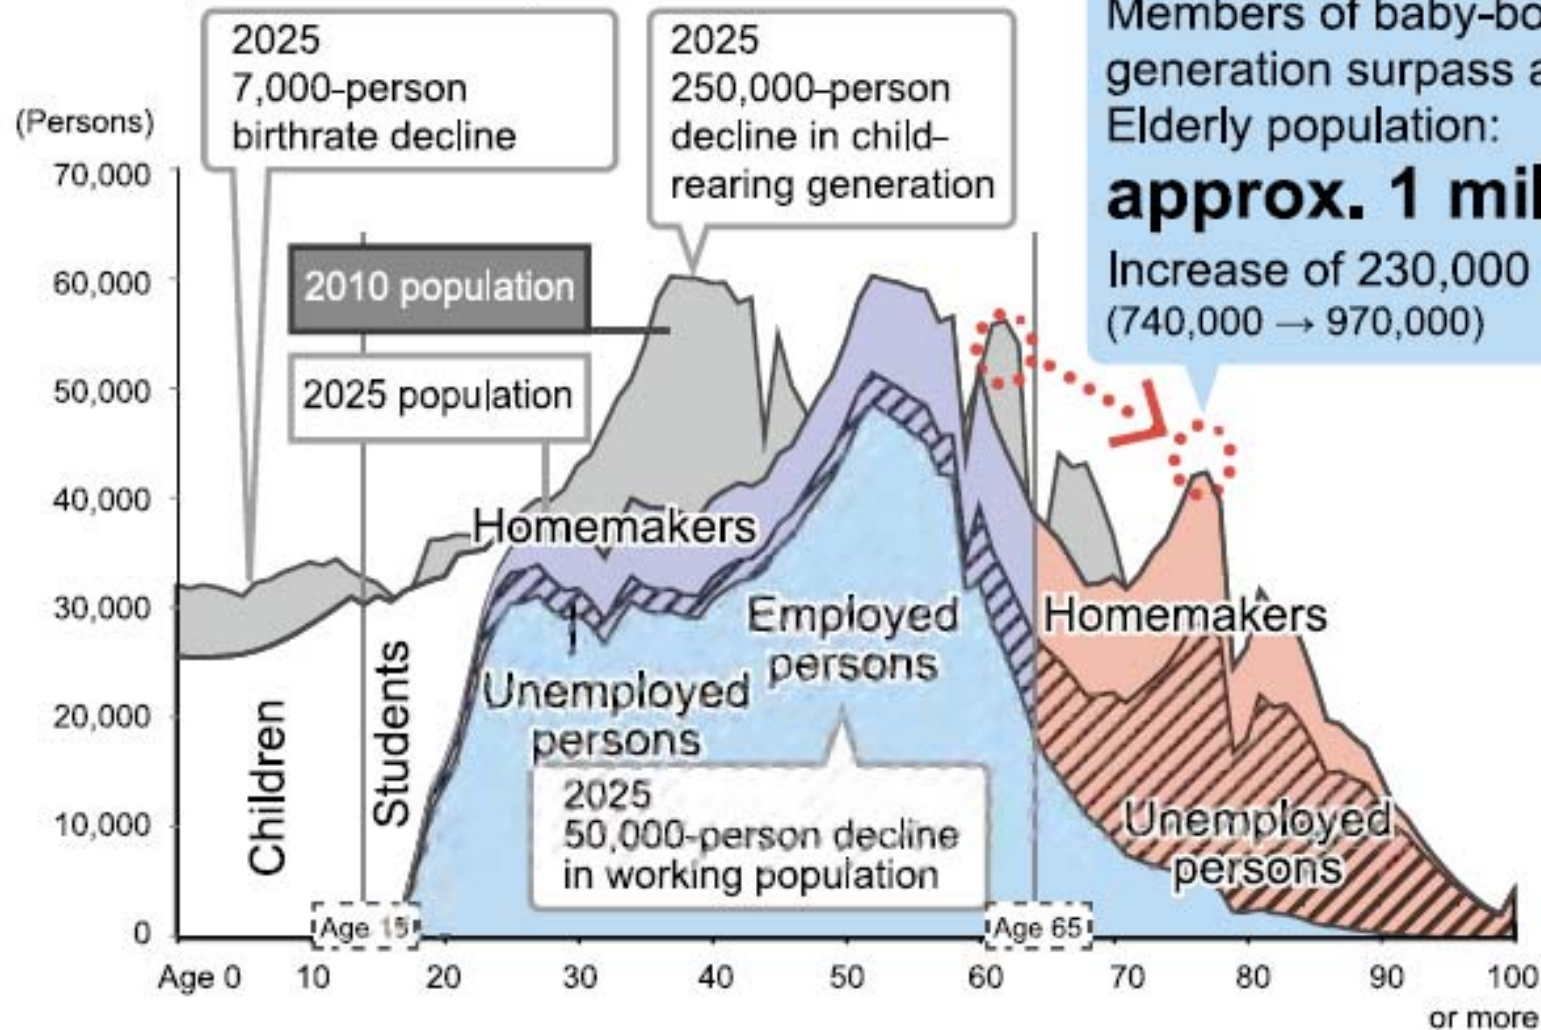 2025
7,000-person
birthrate decline
2025
250,000-person
decline in child-
rearing generation
Members of baby-bo
generation surpass a
Elderly population:
approx. 1 mil
Increase of 230,000
(740,000 → 970,000)
(Persons)
70,000
60,000
50,000
40,000
30,000
20,000
10,000
0
2010 population
2025 population
Homemakers
Employed
persons
Homemakers
Unemployed
persons
Unemployed
persons
Children
Students
2025
50,000-person decline
in working population
Age 15
Age 65
Age 0 10 20 30 40 50 60 70 80 90 100
or more